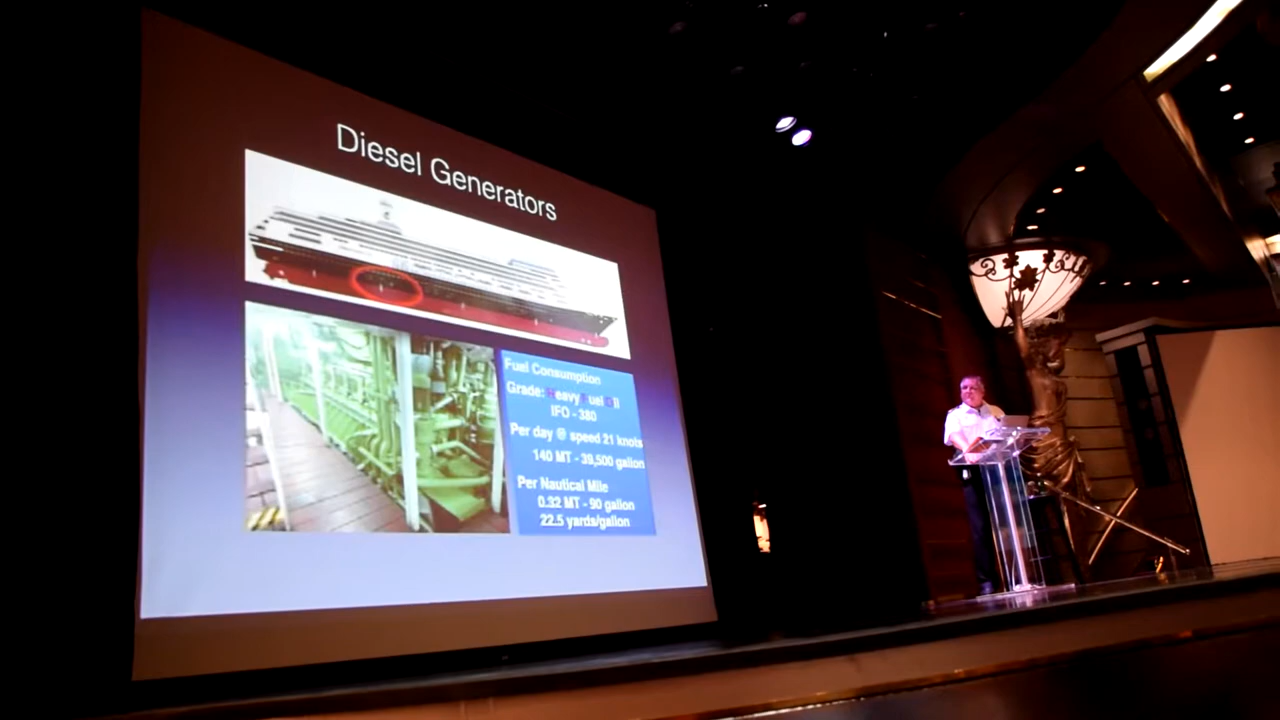 Diesel Generators
Fuel Consumption
Grade: Heavy Fuel Oil
IFO - 380
Per day @ speed 21 knots
140 MT - 39,500 gallon
Per Nautical Mile
0.32 MT - 90 gallon
22.5 yards/gallon